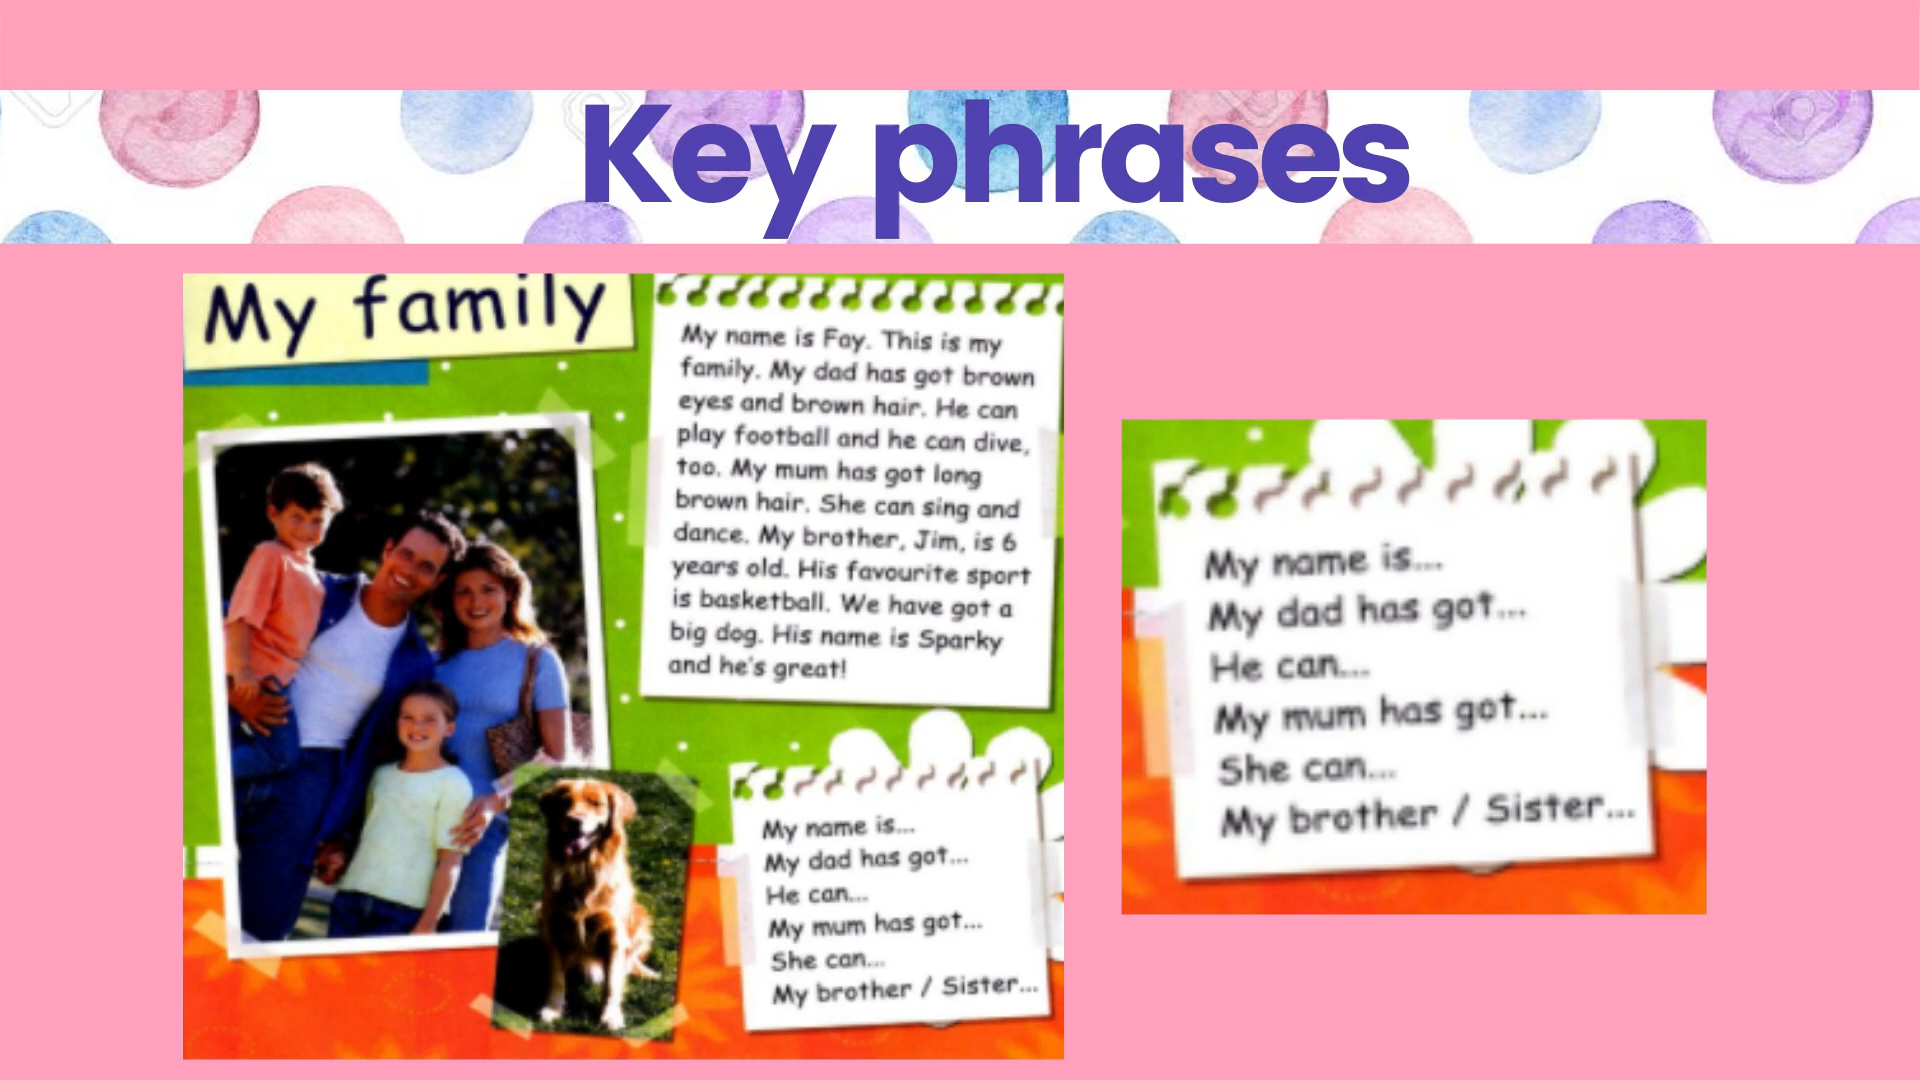 Key phrases
My family
My name is Fay. This is my
family. My dad has got brown
eyes and brown hair. He can
play football and he can dive,
too. My mum has got long
brown hair. She can sing and
dance. My brother, Jim, is 6
years old. His favourite sport
is basketball. We have got a
big dog. His name is Sparky
and he's great!
My name is...
My dad has got...
He can...
My mum has got...
She can...
My brother / Sister...
My name is...
My dad has got...
He can...
My mum has got...
She can...
My brother / Sister...